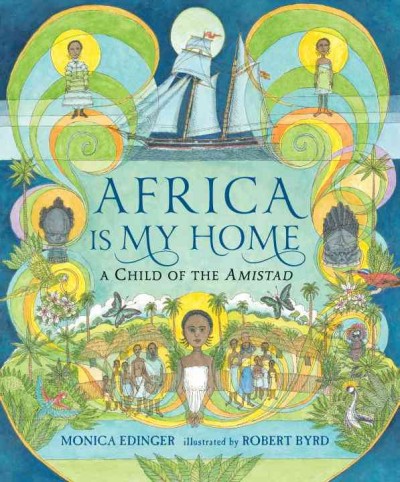 AFRICA
IS MY HOME
A CHILD OF THE AMISTAD
MONICA EDINGER illustrated by ROBERT BYRD